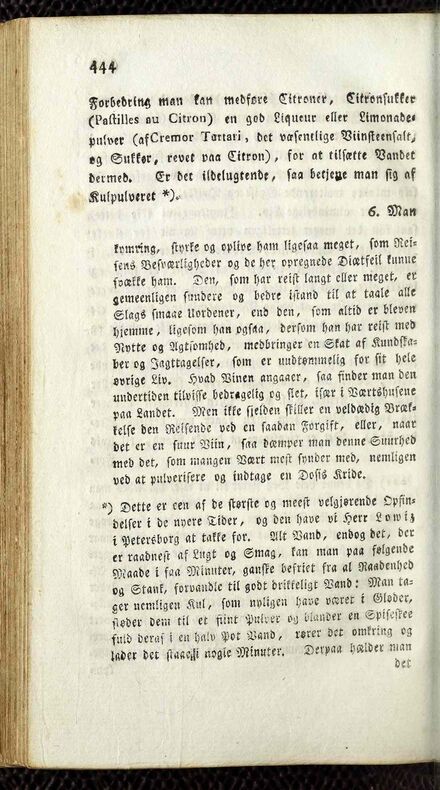 444
Forbedring man kan medføre Citroner, Citronsukker
(Pastilles au Citron) en god Liqueur eller Limonade-
pulver (af Cremor Tartari, det væsentlige Viinsteensalt,
og Sukker, revet paa Citron), for at tilsætte Vandet
dermed. Er det ildelugtende, saa betjene man sig af
Kulpulveret *).
6. Man
komring, styrke og oplive ham ligesaa meget, som Rei-
sens Besværligheder og de her opregnede Diætfeil kunne
svække ham. Den, som har reist langt eller meget, er
gemeenligen sundere og bedre istand til at taale alle
Slags smaae Uordener, end den, som altid er bleven
hjemme, ligesom han ogsaa, dersom han har reist med
Nytte og Agtsomhed, medbringer en Skat af Kundska-
ber og Jagttagelser, som er uudtømmelig for sit hele
øvrige Liv. Hvad Vinen angaaer, saa finder man den
undertiden tilvisse bedragelig og slet, især i Værtshusene
paa Landet. Men ikke sjelden skiller en veldædig Bræk-
kelse den Reisende ved en saadan Forgift, eller, naar
det er en suur Viin, saa dæmper man denne Suurhed
med det, som mangen Vært mest synder med, nemligen
ved at pulverisere og indtage en Dosis Kride.
*) Dette er een af de største og meest velgjørende Opfin-
delser i de nyere Tider, og den have vi Herr Lowiz
i Petersborg at takke for. Alt Vand, endog det, der
er raadnest af Lugt og Smag, kan man paa følgende
Maade i faa Minuter, ganske befriet fra al Raadenhed
og Stank, forvandle til godt drikkeligt Vand: Man ta-
ger nemligen Kul, som nyligen have været i Gløder,
støder dem til et fiint Pulver og blander en Spiseskee
fuld deraf i en halv Pot Vand, rører det omkring og
lader det staae i nogle Minuter. Derpaa hælder man
det